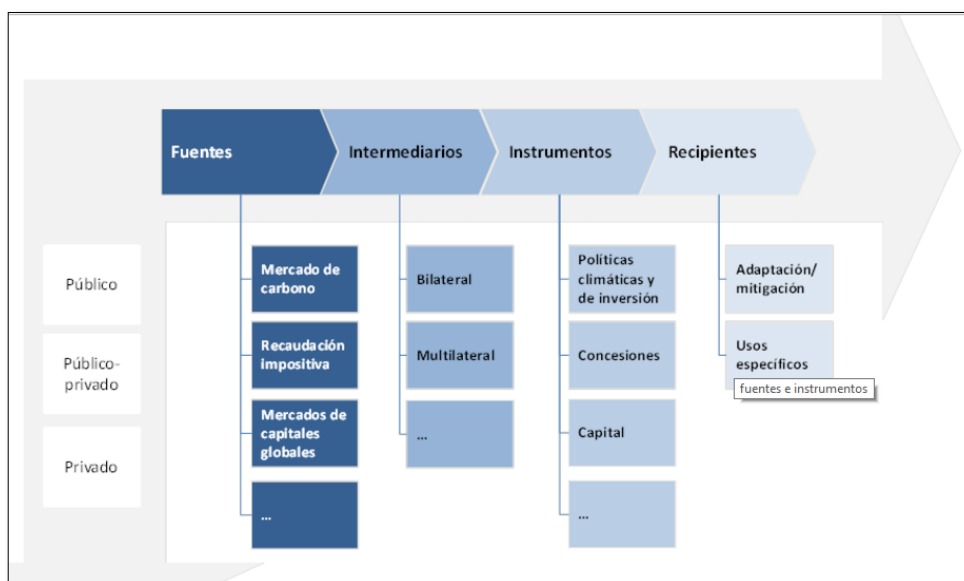 Fuentes
Intermediarios
Instrumentos
Recipientes
Público
Público-
privado
Privado
Mercado de
carbono
Recaudación
impositiva
Mercados de
capitales
globales
...
Bilateral
Multilateral
...
Políticas
climáticas y
de inversión
Concesiones
Capital
...
Adaptación/
mitigación
Usos
específicos
fuentes e instrumentos